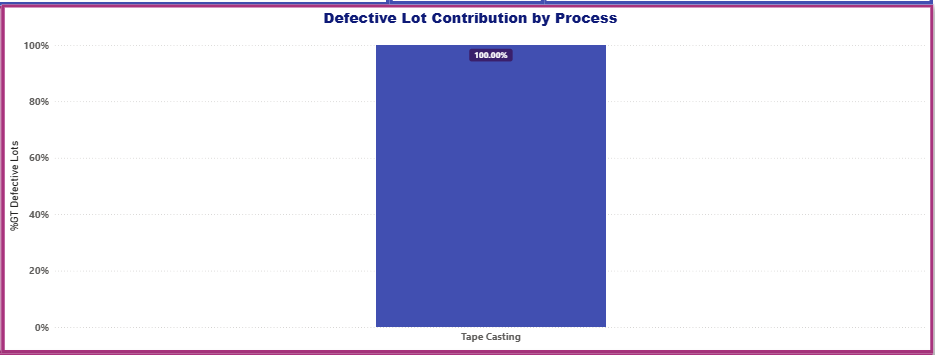 Defective Lot Contribution by Process
100%
100.00%
80%
60%
%GT Defective Lots
40%
20%
0%
Tape Casting